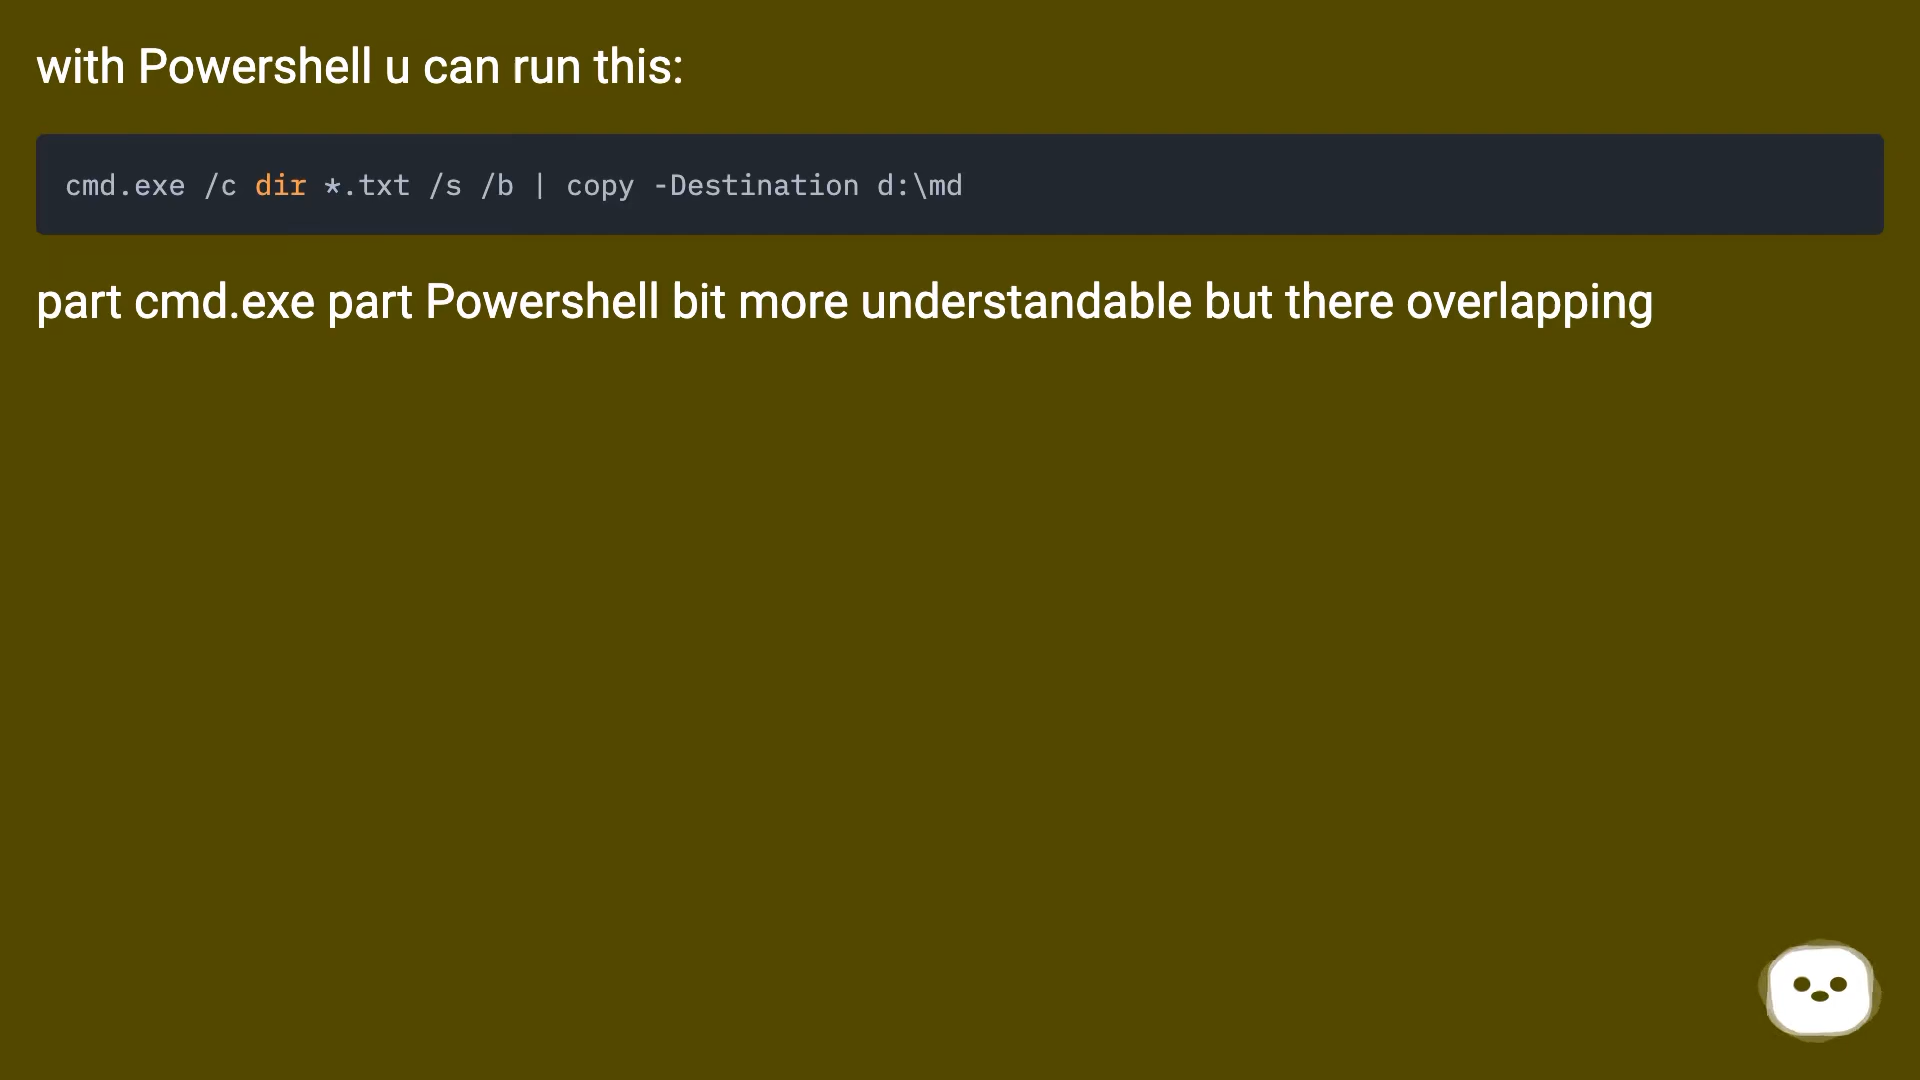 with Powershell u can run this:
cmd.exe /c dir *.txt /s /b | copy -Destination d:\md
part cmd.exe part Powershell bit more understandable but there overlapping